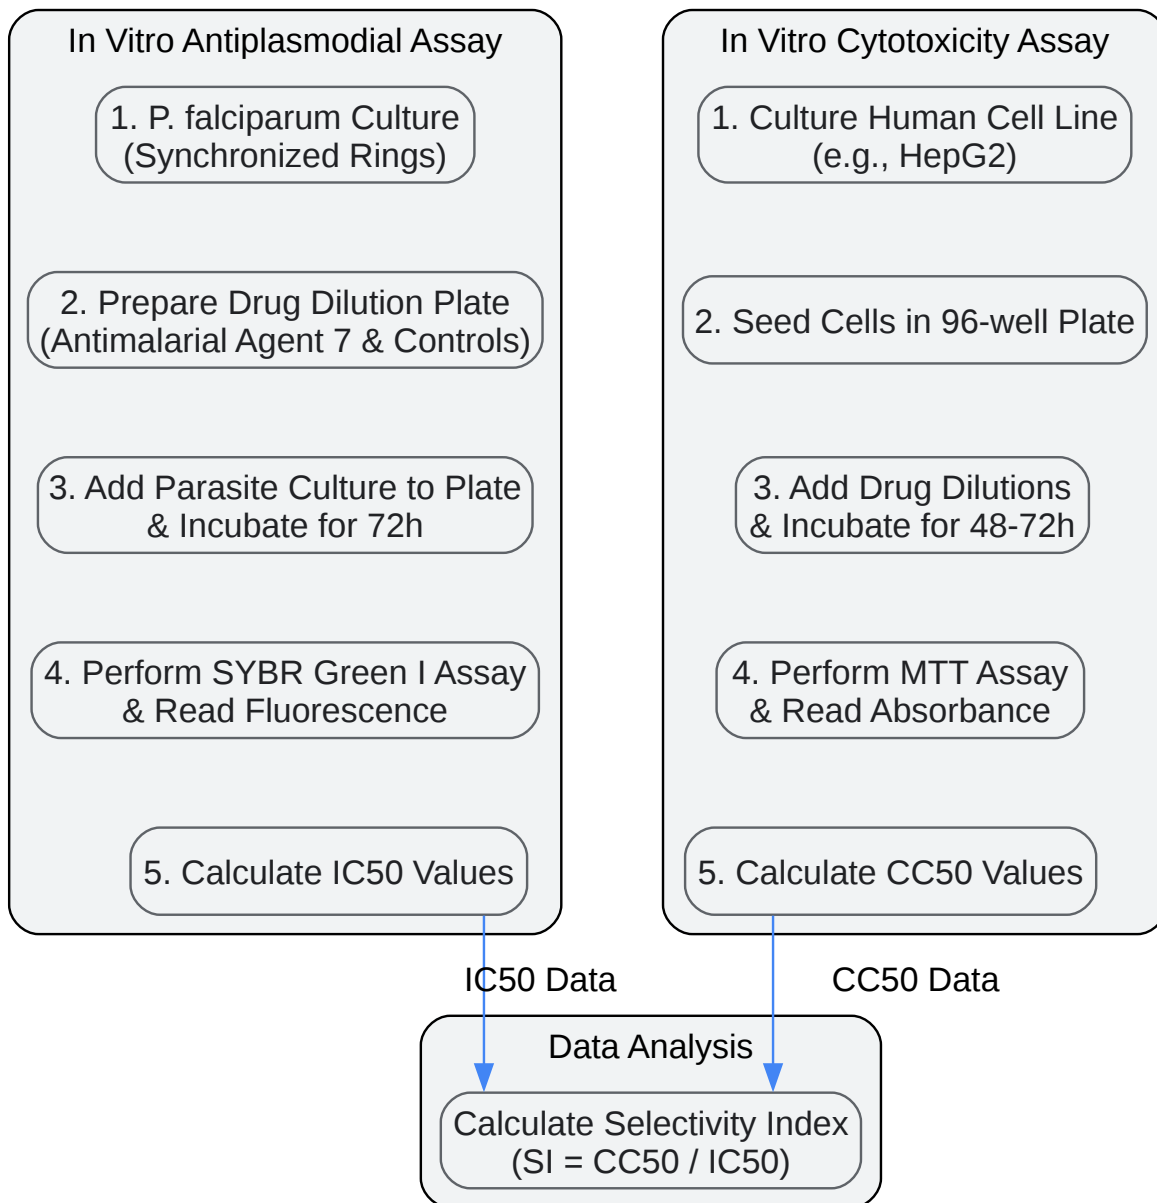 In Vitro Antiplasmodial Assay
1. P. falciparum Culture
(Synchronized Rings)
2. Prepare Drug Dilution Plate
(Antimalarial Agent 7 & Controls)
3. Add Parasite Culture to Plate
& Incubate for 72h
4. Perform SYBR Green I Assay
& Read Fluorescence
5. Calculate IC50 Values
In Vitro Cytotoxicity Assay
1. Culture Human Cell Line
(e.g., HepG2)
2. Seed Cells in 96-well Plate
3. Add Drug Dilutions
& Incubate for 48-72h
4. Perform MTT Assay
& Read Absorbance
5. Calculate CC50 Values
IC50 Data
CC50 Data
Data Analysis
Calculate Selectivity Index
(SI = CC50 / IC50)